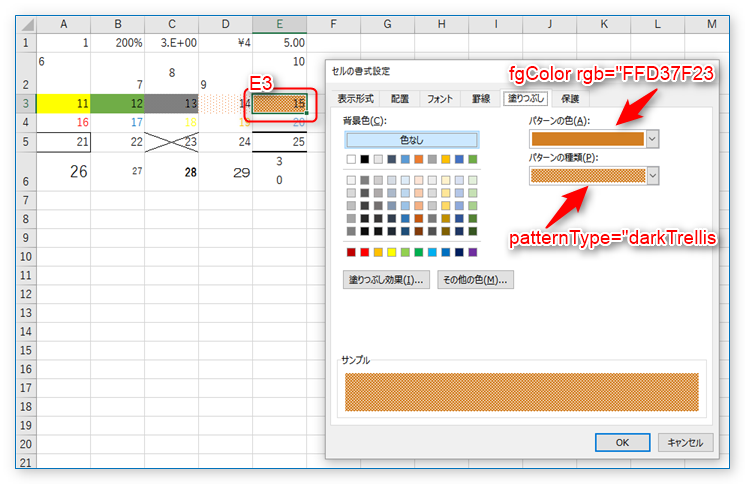 A B C D E F G H I J K L M
1 1 200% 3.E+00 ¥4 5.00
2 6 7 8 9 10
E3
3 11 12 13 14 15
4 16 17 18 19 20
5 21 22 23 24 25
6 26 27 28 29 3
0
7
8
9
10
11
12
13
14
15
16
17
18
19
20
21
セルの書式設定
fgColor rgb="FFD37F23
表示形式 配置 フォント 罫線 塗りつぶし 保護
背景色(C):
色なし
パターンの色(A):
パターンの種類(P):
patternType="darkTrellis
塗りつぶし効果(I)...
その他の色(M)...
サンプル
OK
キャンセル